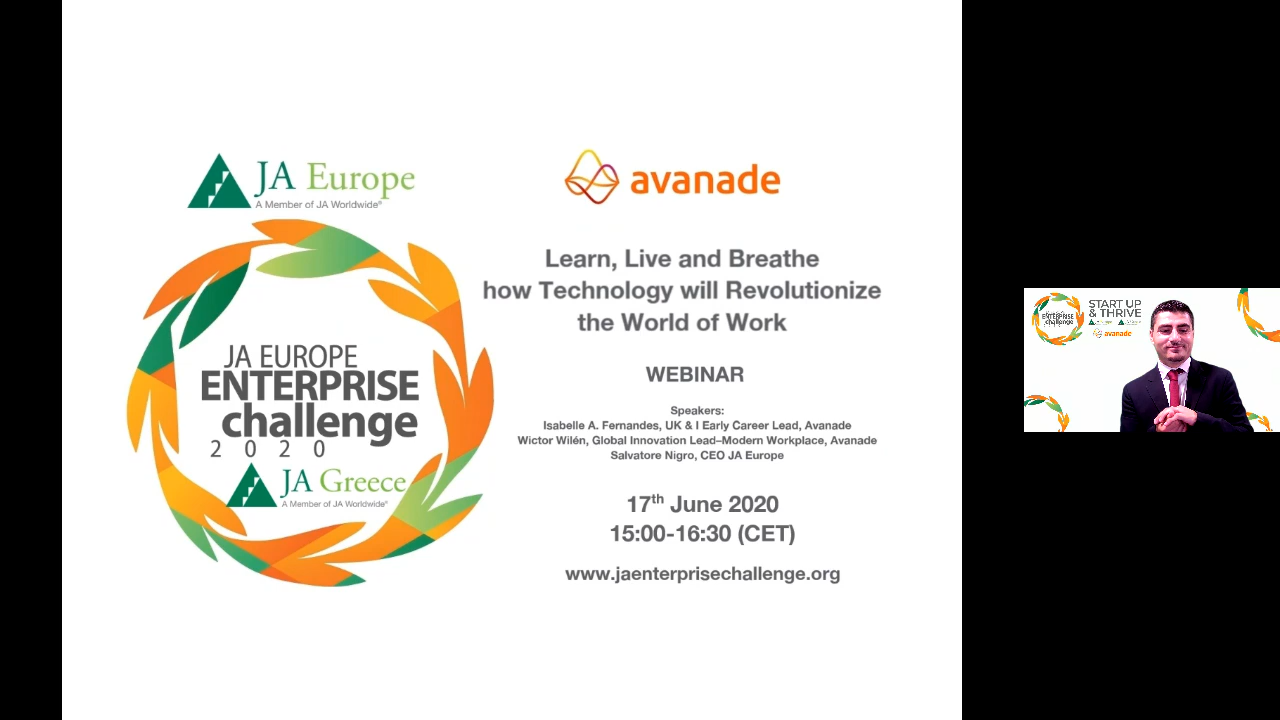 JA Europe
A Member of JA Worldwide®
JA EUROPE
ENTERPRISE
challenge
2020
JA Greece
A Member of JA Worldwide®
avanade
Learn, Live and Breathe
how Technology will Revolutionize
the World of Work
WEBINAR
Speakers:
Isabelle A. Fernandes, UK & I Early Career Lead, Avanade
Wictor Wilén, Global Innovation Lead–Modern Workplace, Avanade
Salvatore Nigro, CEO JA Europe
17th June 2020
15:00-16:30 (CET)
www.jaenterprisechallenge.org
ENTERPRISE
challenge
START UP
& THRIVE
avanade